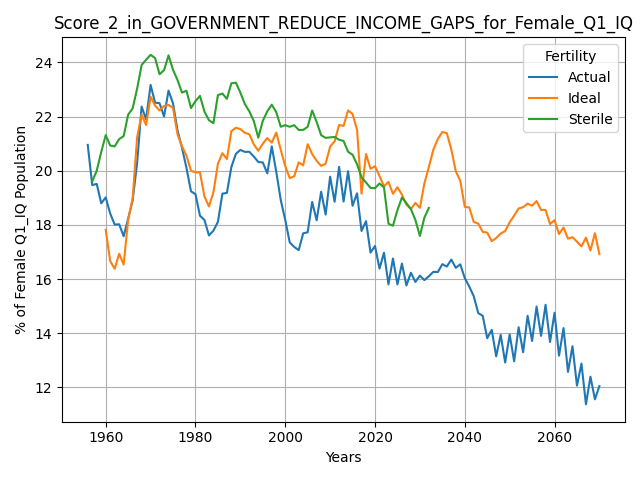 Score_2_in_GOVERNMENT_REDUCE_INCOME_GAPS_for_Female_Q1_IQ
Fertility
Actual
Ideal
Sterile
% of Female Q1_IQ Population
24
22
20
18
16
14
12
1960 1980 2000 2020 2040 2060
Years